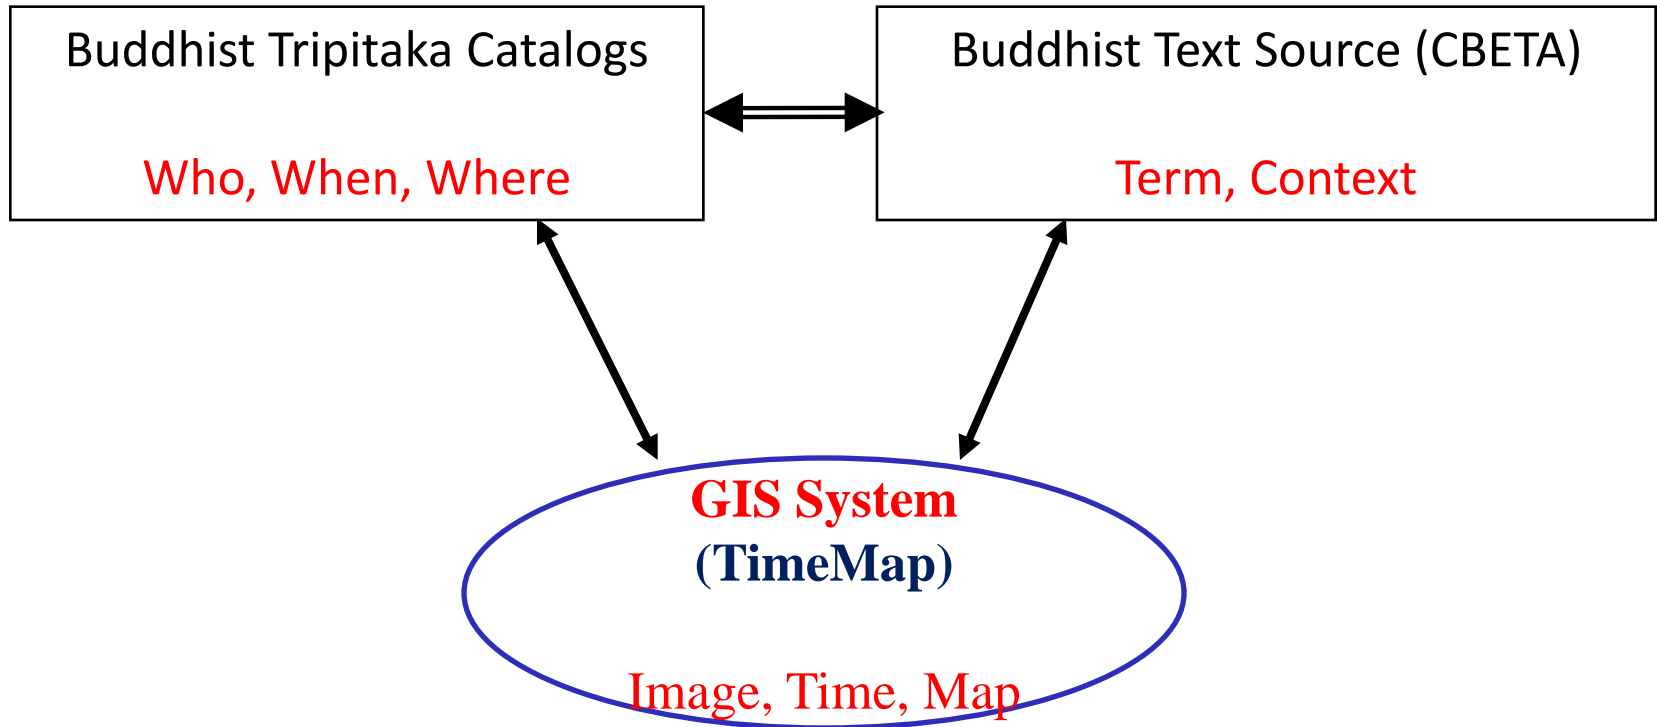 Buddhist Tripitaka Catalogs
Who, When, Where
Buddhist Text Source (CBETA)
Term, Context
GIS System
(TimeMap)
Image, Time, Map